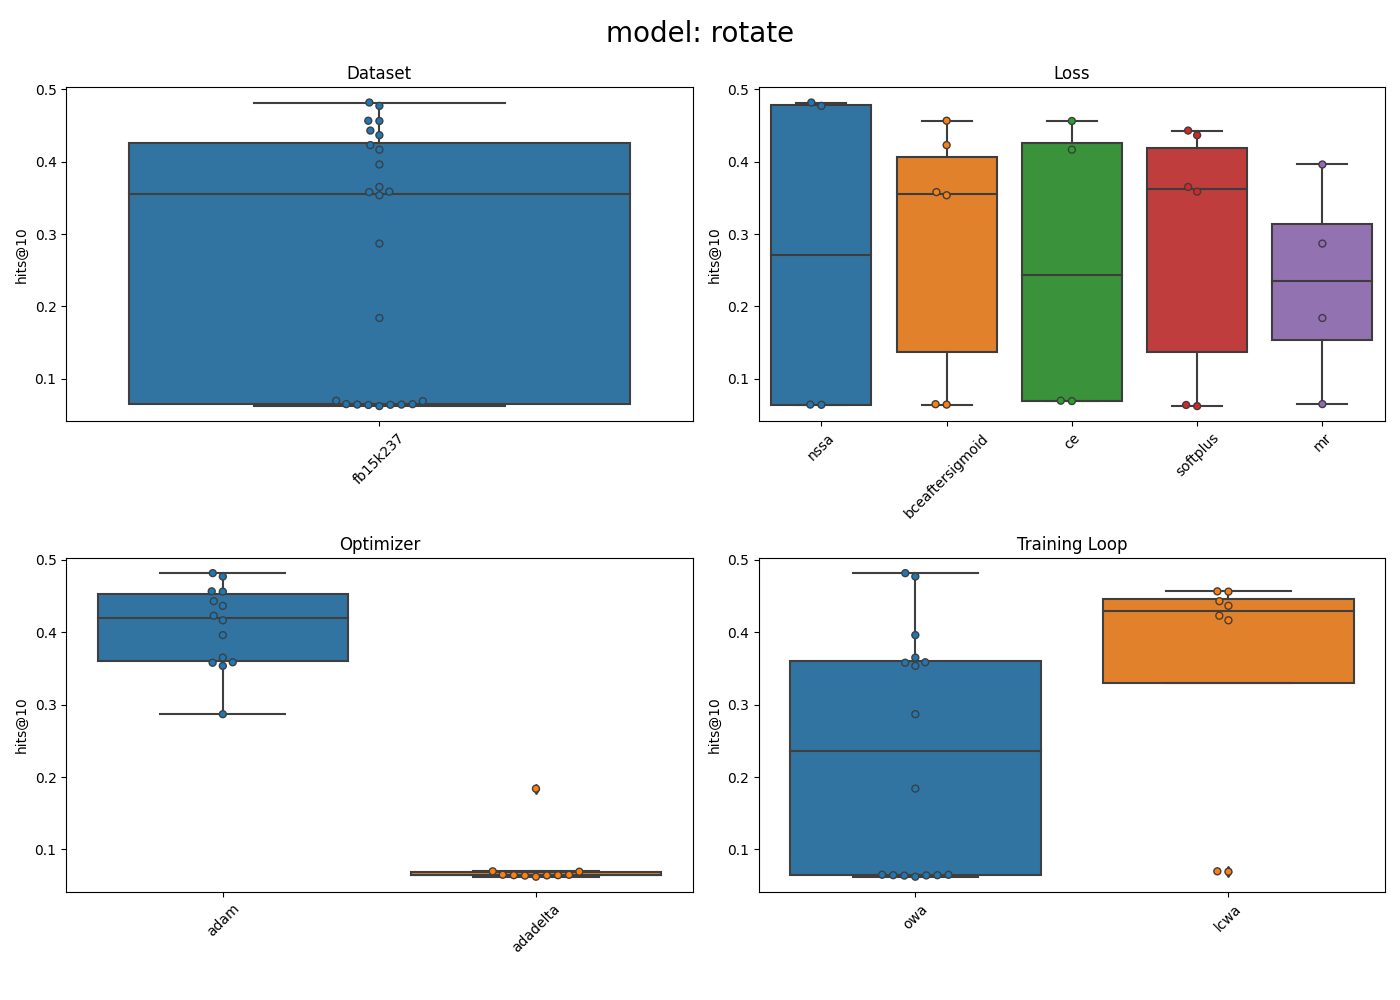 model: rotate
Dataset
hits@10
0.5
0.4
0.3
0.2
0.1
fb15k237
Loss
hits@10
0.5
0.4
0.3
0.2
0.1
nssa
bceaftersigmoid
ce
softplus
mr
Optimizer
hits@10
0.5
0.4
0.3
0.2
0.1
adam
adadelta
Training Loop
hits@10
0.5
0.4
0.3
0.2
0.1
owa
lcwa